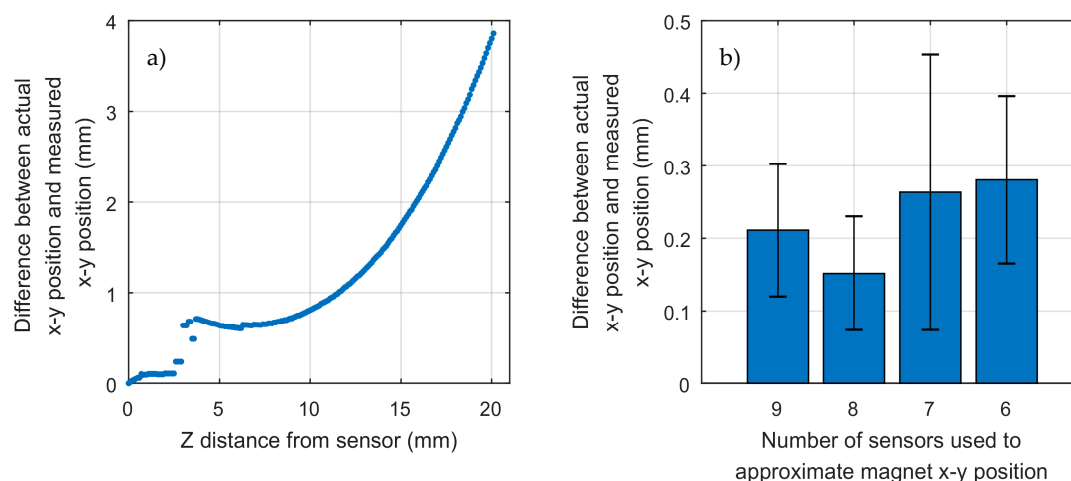 a)
Difference between actual
x-y position and measured
x-y position (mm)
4
3
2
1
0
0
5
10
15
20
Z distance from sensor (mm)
b)
Difference between actual
x-y position and measured
x-y position (mm)
0.5
0.4
0.3
0.2
0.1
0
9
8
7
6
Number of sensors used to
approximate magnet x-y position